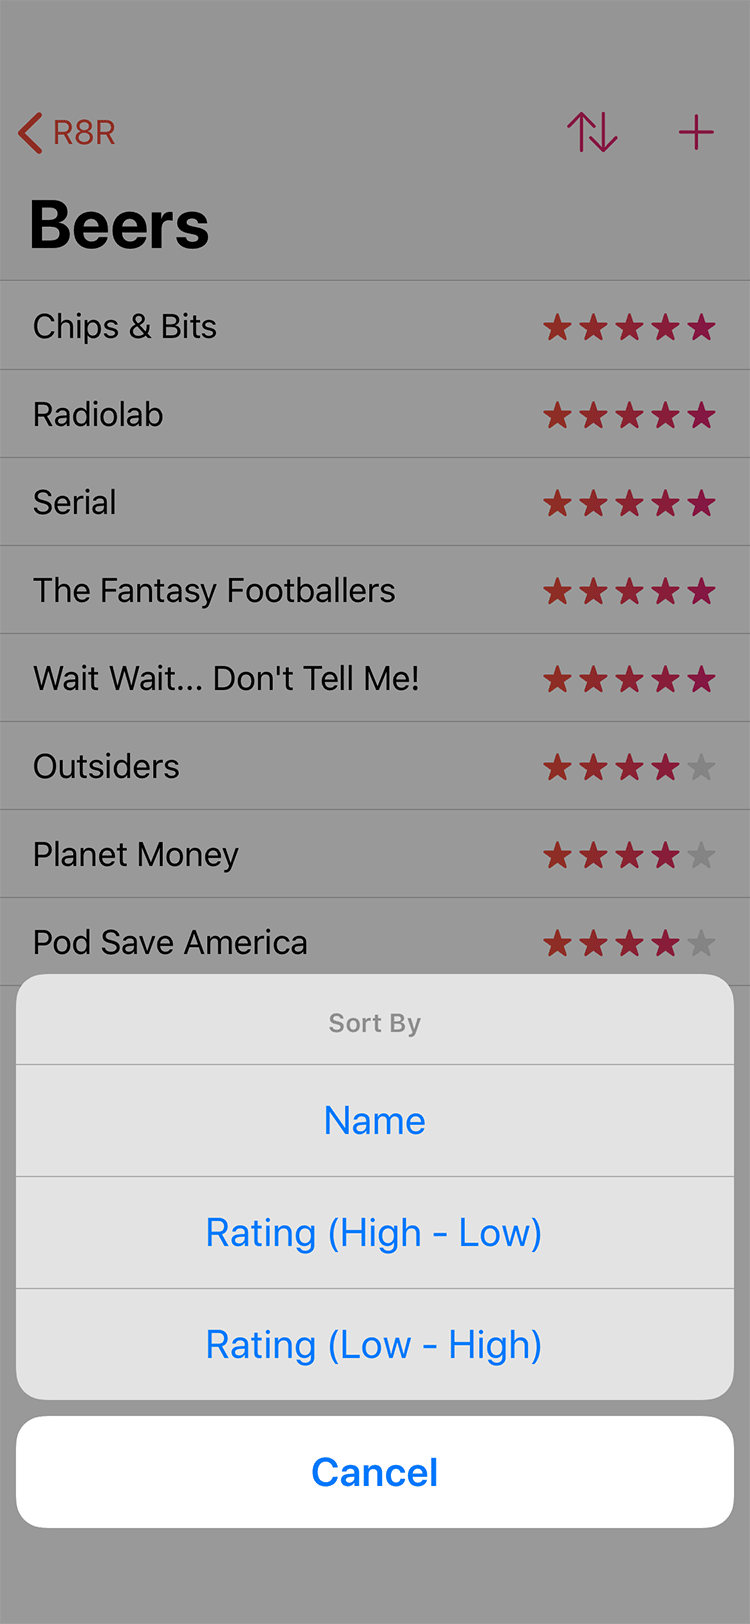 R8R
Beers
Chips & Bits
Radiolab
Serial
The Fantasy Footballers
Wait Wait... Don't Tell Me!
Outsiders
Planet Money
Pod Save America
Sort By
Name
Rating (High - Low)
Rating (Low - High)
Cancel